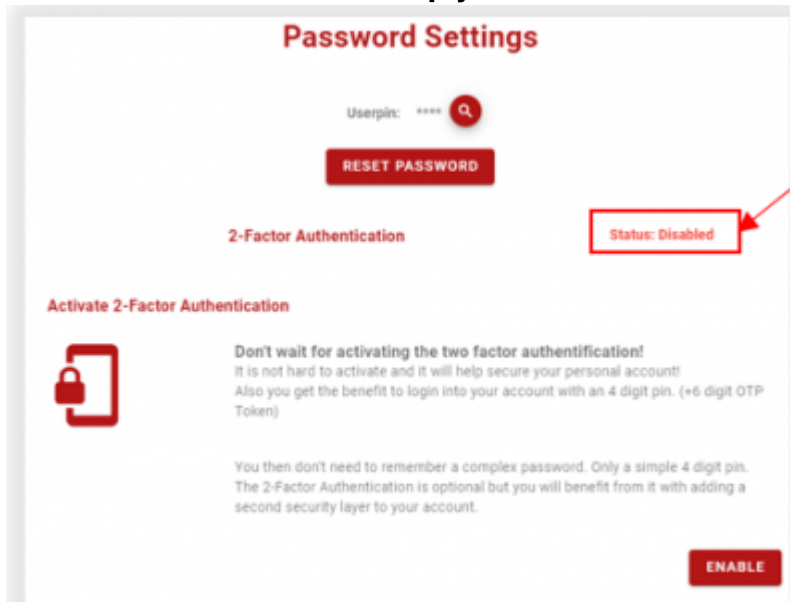 Password Settings
Userpin: ****
RESET PASSWORD
2-Factor Authentication
Status: Disabled
Activate 2-Factor Authentication
Don't wait for activating the two factor authentification!
It is not hard to activate and it will help secure your personal account!
Also you get the benefit to login into your account with an 4 digit pin. (+6 digit OTP
Token)
You then don't need to remember a complex password. Only a simple 4 digit pin.
The 2-Factor Authentication is optional but you will benefit from it with adding a
second security layer to your account.
ENABLE